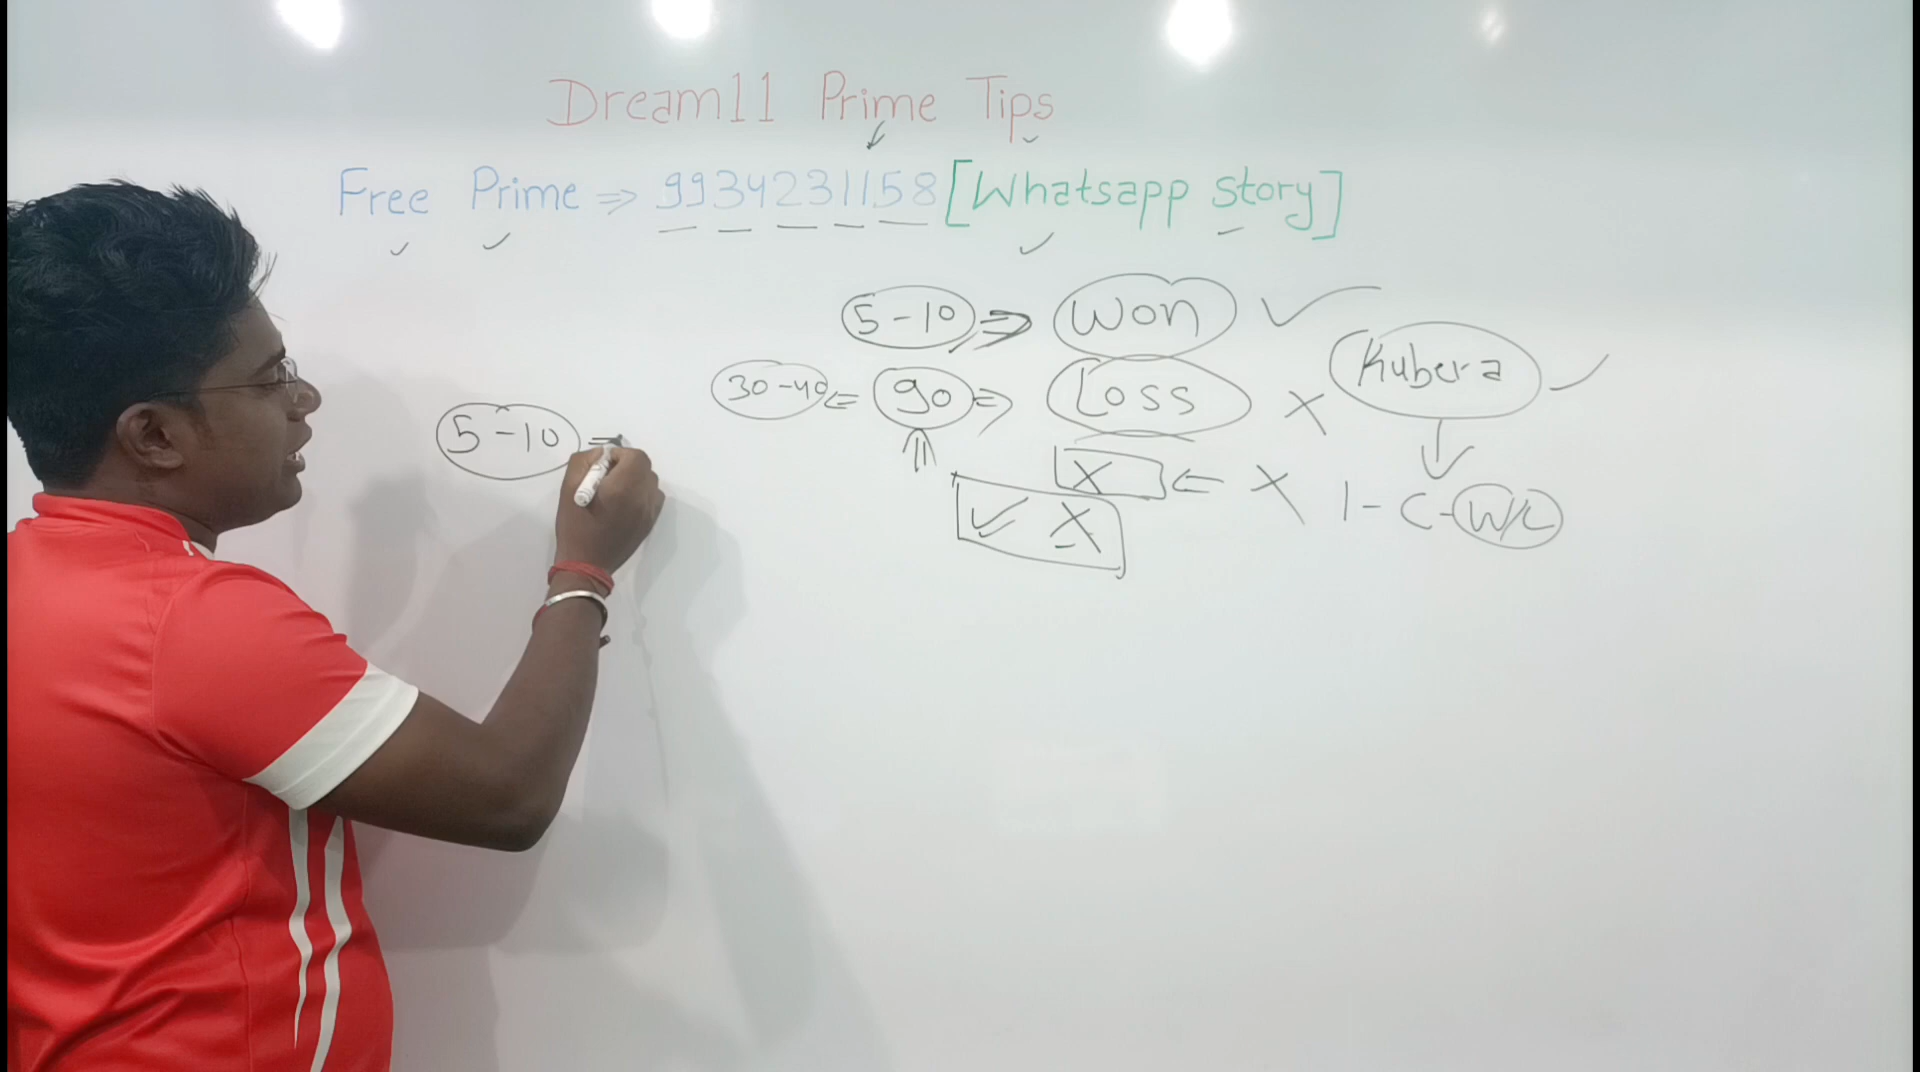 Dream11 Prime Tips
Free Prime ⇒ 9934231158 [Whatsapp story]
5-10 ⇒ Won ✓
30-40 ⇐ 90 ⇒ Loss X
Kubera ✓
5-10 =
X ⇐ X
1-C-W/L
✓ X